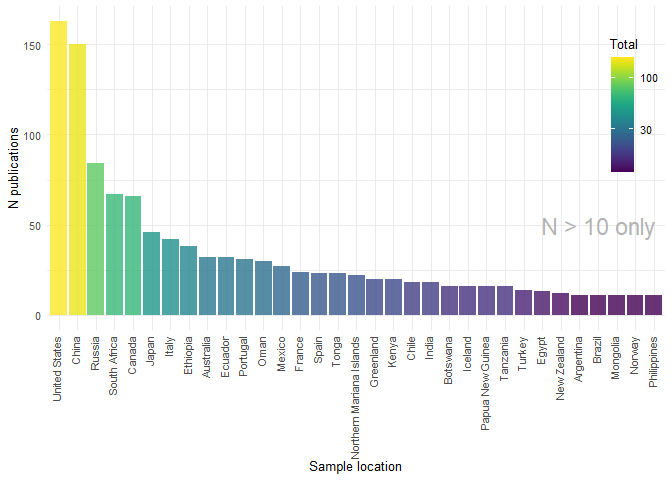 Total
100
30
N > 10 only
N publications
150
100
50
0
United States
China
Russia
South Africa
Canada
Japan
Italy
Ethiopia
Australia
Ecuador
Portugal
Oman
Mexico
France
Spain
Tonga
Northern Mariana Islands
Greenland
Kenya
Chile
India
Botswana
Iceland
Papua New Guinea
Tanzania
Turkey
Egypt
New Zealand
Argentina
Brazil
Mongolia
Norway
Philippines
Sample location